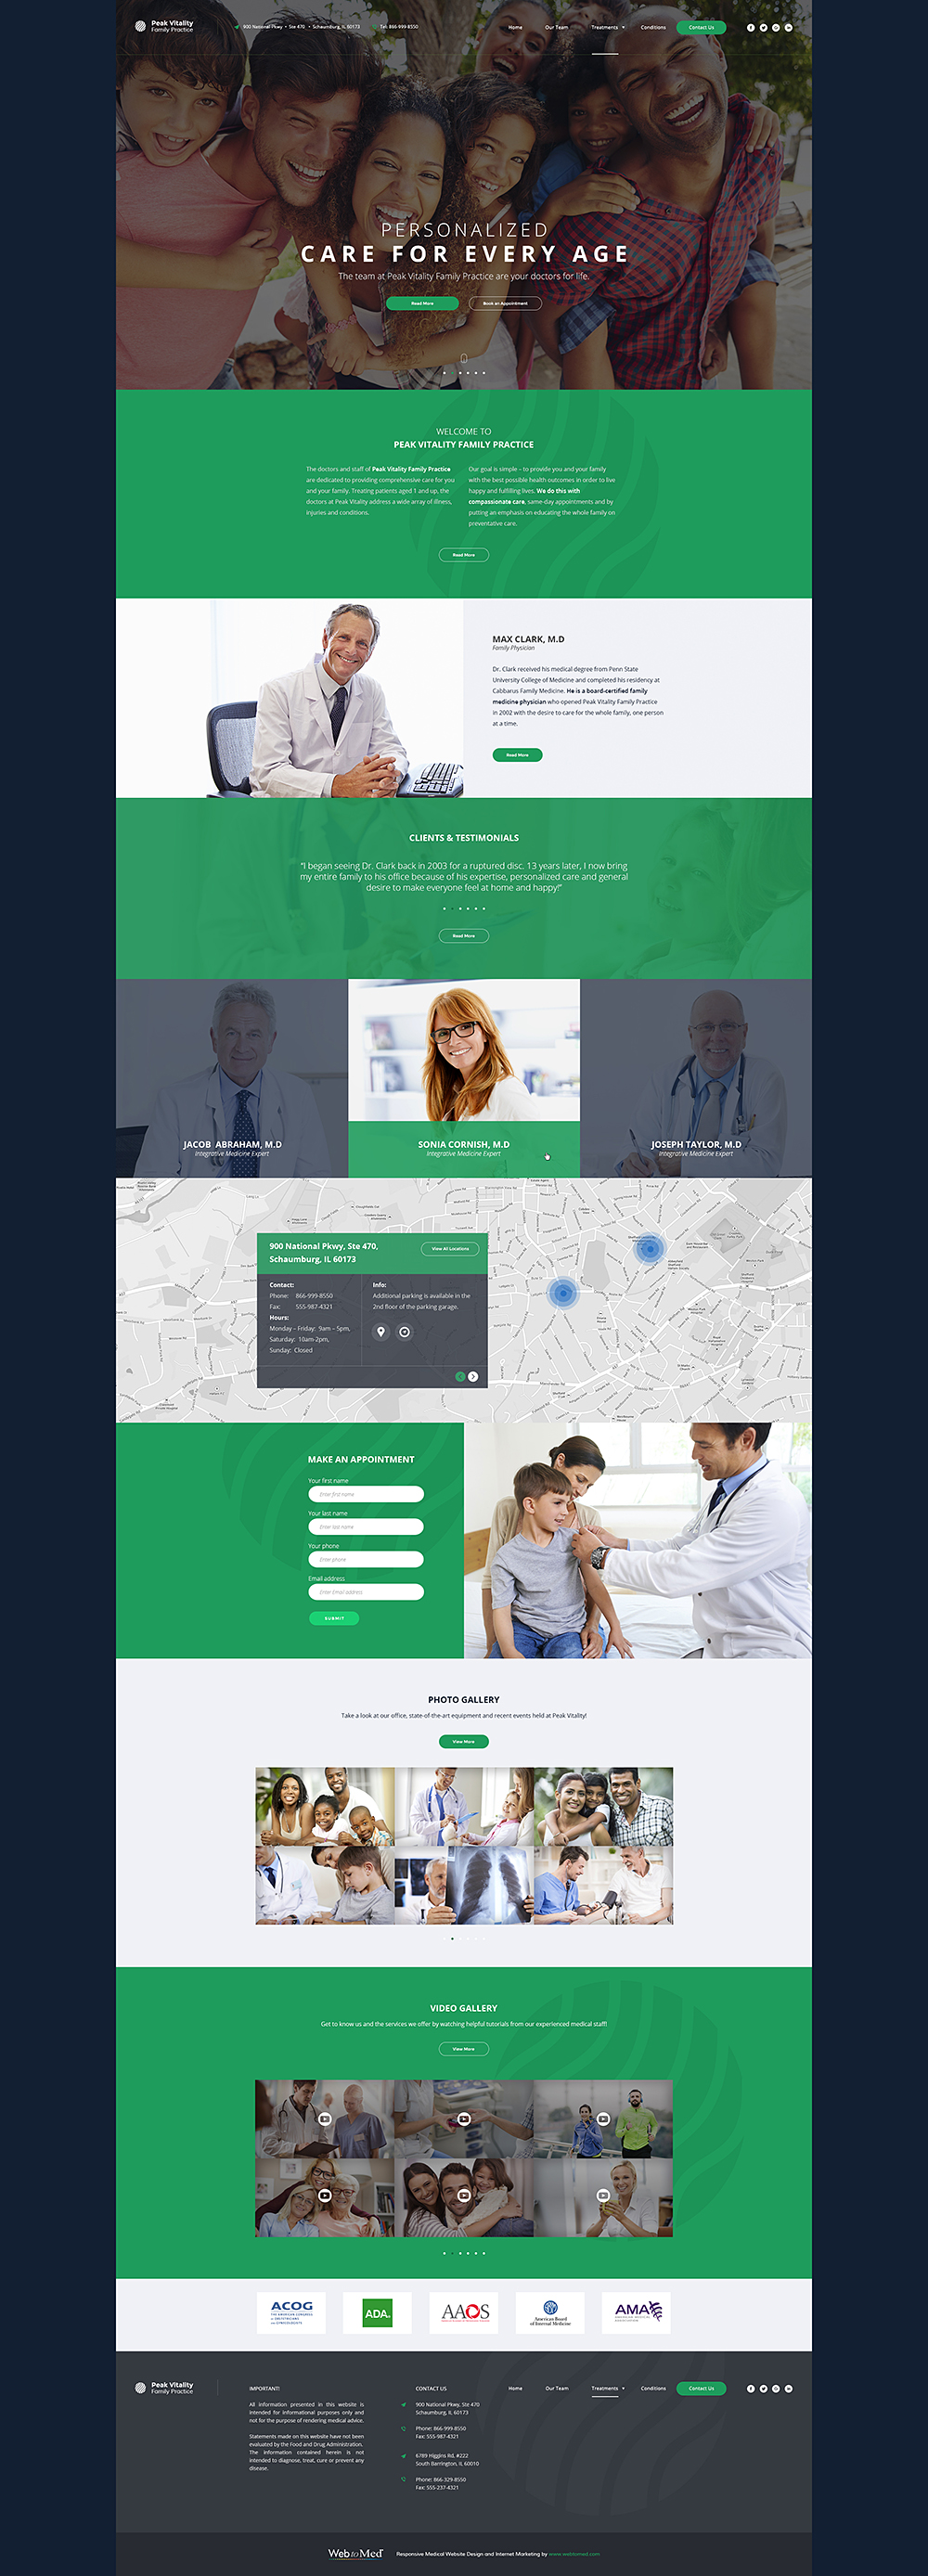 Peak Vitality
Family Practice
900 National Pkwy • Ste 470 • Schaumburg, IL 60173
Tel: 866-999-8550
Home
Our Team
Treatments
Conditions
Contact Us
PERSONALIZED
CARE FOR EVERY AGE
The team at Peak Vitality Family Practice are your doctors for life.
Read More
Book an Appointment
WELCOME TO
PEAK VITALITY FAMILY PRACTICE
The doctors and staff of Peak Vitality Family Practice
are dedicated to providing comprehensive care for you
and your family. Treating patients aged 1 and up, the
doctors at Peak Vitality address a wide array of illness,
injuries and conditions.
Our goal is simple – to provide you and your family
with the best possible health outcomes in order to live
happy and fulfilling lives. We do this with
compassionate care, same-day appointments and by
putting an emphasis on educating the whole family on
preventative care.
Read More
MAX CLARK, M.D
Family Physician
Dr. Clark received his medical degree from Penn State
University College of Medicine and completed his residency at
Cabbarus Family Medicine. He is a board-certified family
medicine physician who opened Peak Vitality Family Practice
in 2002 with the desire to care for the whole family, one person
at a time.
Read More
CLIENTS & TESTIMONIALS
"I began seeing Dr. Clark back in 2003 for a ruptured disc. 13 years later, I now bring
my entire family to his office because of his expertise, personalized care and general
desire to make everyone feel at home and happy!"
Read More
JACOB ABRAHAM, M.D
Integrative Medicine Expert
SONIA CORNISH, M.D
Integrative Medicine Expert
JOSEPH TAYLOR, M.D
Integrative Medicine Expert
900 National Pkwy, Ste 470,
Schaumburg, IL 60173
View All Locations
Contact:
Phone: 866-999-8550
Fax: 555-987-4321
Hours:
Monday – Friday: 9am – 5pm,
Saturday: 10am-2pm,
Sunday: Closed
Info:
Additional parking is available in the
2nd floor of the parking garage.
MAKE AN APPOINTMENT
Your first name
Enter first name
Your last name
Enter last name
Your phone
Enter phone
Email address
Enter Email address
SUBMIT
PHOTO GALLERY
Take a look at our office, state-of-the-art equipment and recent events held at Peak Vitality!
View More
VIDEO GALLERY
Get to know us and the services we offer by watching helpful tutorials from our experienced medical staff!
View More
ACOG
THE AMERICAN CONGRESS
OF OBSTETRICIANS
AND GYNECOLOGISTS
ADA.
AAOS
American Board
of Internal Medicine
AMA
AMERICAN MEDICAL
ASSOCIATION
Peak Vitality
Family Practice
IMPORTANT!
All information presented in this website is
intended for informational purposes only and
not for the purpose of rendering medical advice.
Statements made on this website have not been
evaluated by the Food and Drug Administration.
The information contained herein is not
intended to diagnose, treat, cure or prevent any
disease.
CONTACT US
900 National Pkwy, Ste 470
Schaumburg, IL, 60173
Phone: 866-999-8550
Fax: 555-987-4321
6789 Higgins Rd, #222
South Barrington, IL, 60010
Phone: 866-329-8550
Fax: 555-237-4321
Home
Our Team
Treatments
Conditions
Contact Us
Web to Med
Responsive Medical Website Design and Internet Marketing by www.webtomed.com